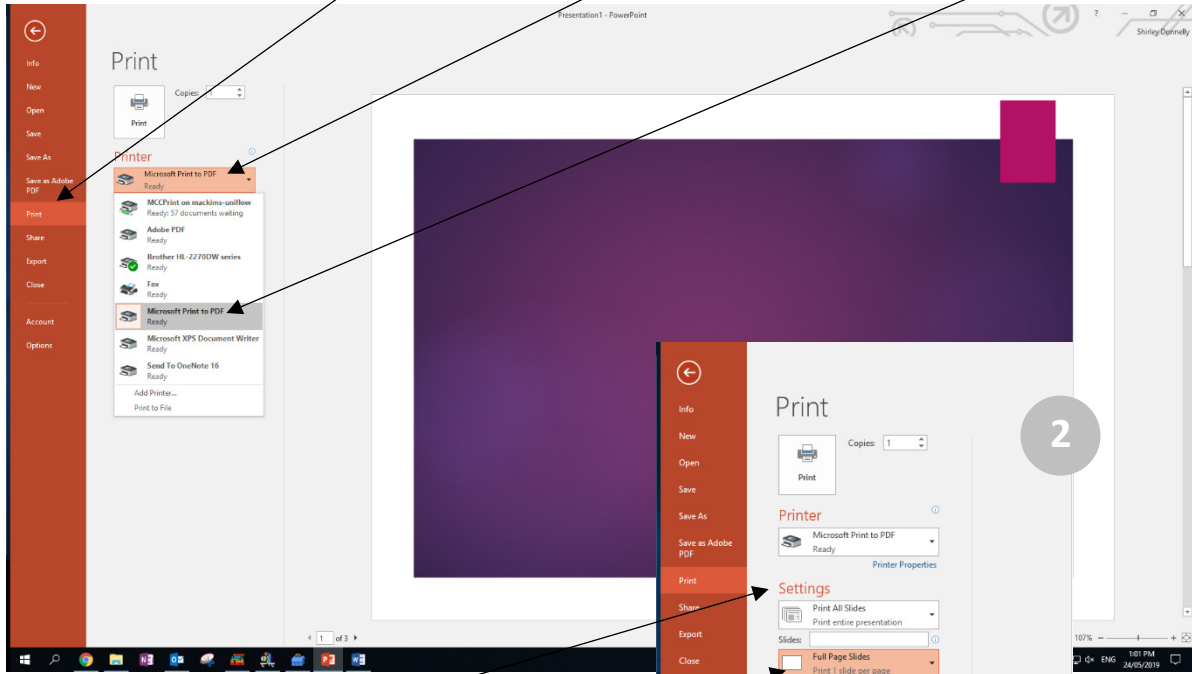 Presentation1 - PowerPoint
?
Shirley Donnelly
Info
New
Open
Save
Save As
Save as Adobe
PDF
Print
Share
Export
Close
Account
Options
Print
Print
Copies: 1
Printer
Microsoft Print to PDF
Ready
MCCPrint on mackims-uniflow
Ready: 57 documents waiting
Adobe PDF
Ready
Brother HL-2270DW series
Ready
Fax
Ready
Microsoft Print to PDF
Ready
Microsoft XPS Document Writer
Ready
Send To OneNote 16
Ready
Add Printer...
Print to File
1 of 3
Info
New
Open
Save
Save As
Save as Adobe
PDF
Print
Share
Export
Close
Print
2
Print
Copies: 1
Printer
Microsoft Print to PDF
Ready
Printer Properties
Settings
Print All Slides
Print entire presentation
Slides:
Full Page Slides
Print 1 slide per page
107%
ENG
1:01 PM
24/05/2019